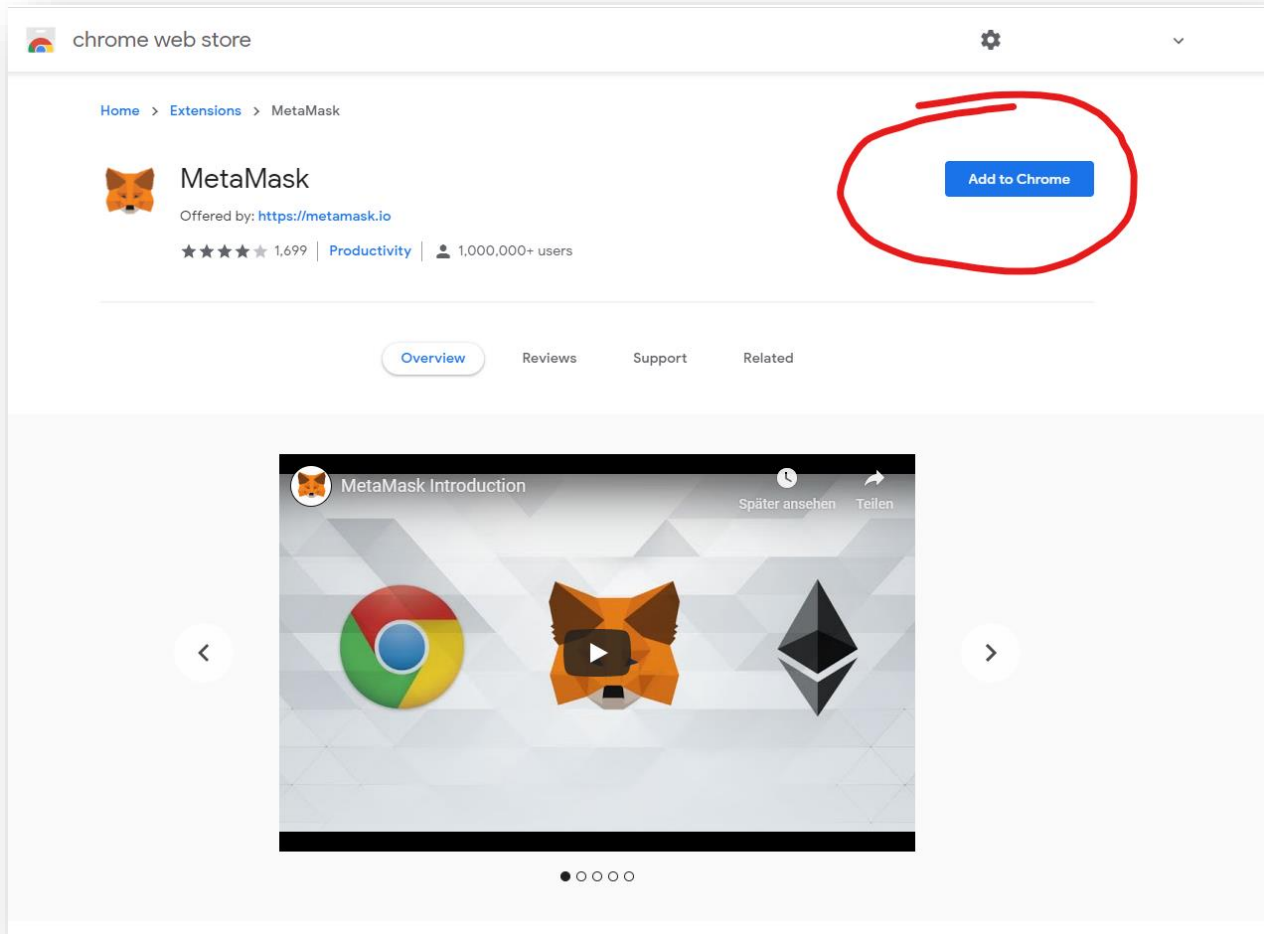 chrome web store
Home > Extensions > MetaMask
MetaMask
Add to Chrome
Offered by: https://metamask.io
1,699 | Productivity | 1,000,000+ users
Overview Reviews Support Related
MetaMask Introduction
Später ansehen Teilen